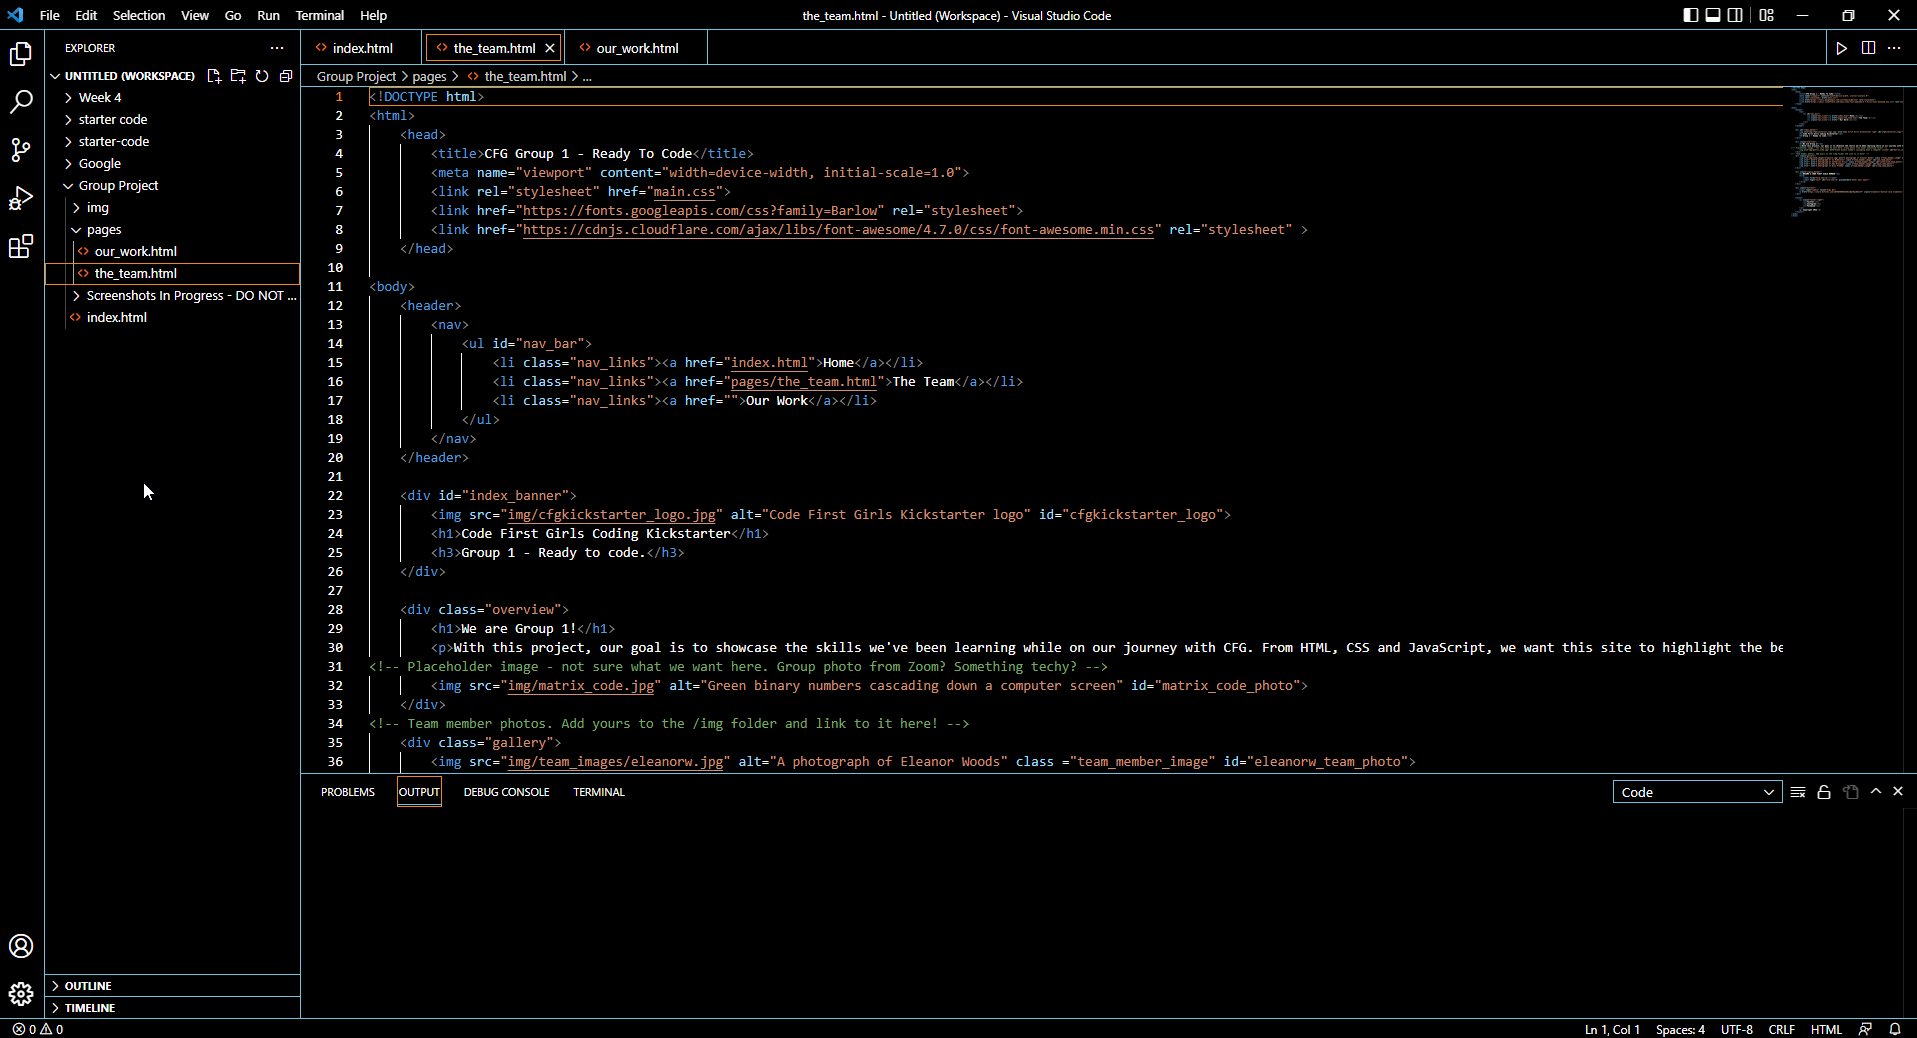 File Edit Selection View Go Run Terminal Help
the_team.html - Untitled (Workspace) - Visual Studio Code
EXPLORER
UNTITLED (WORKSPACE)
Week 4
starter code
starter-code
Google
Group Project
img
pages
our_work.html
the_team.html
Screenshots In Progress - DO NOT ...
index.html
OUTLINE
TIMELINE
index.html the_team.html our_work.html
Group Project > pages > the_team.html > ...
1 <!DOCTYPE html>
2 <html>
3 <head>
4 <title>CFG Group 1 - Ready To Code</title>
5 <meta name="viewport" content="width=device-width, initial-scale=1.0">
6 <link rel="stylesheet" href="main.css">
7 <link href="https://fonts.googleapis.com/css?family=Barlow" rel="stylesheet">
8 <link href="https://cdnjs.cloudflare.com/ajax/libs/font-awesome/4.7.0/css/font-awesome.min.css" rel="stylesheet" >
9 </head>
10
11 <body>
12 <header>
13 <nav>
14 <ul id="nav_bar">
15 <li class="nav_links"><a href="index.html">Home</a></li>
16 <li class="nav_links"><a href="pages/the_team.html">The Team</a></li>
17 <li class="nav_links"><a href="">Our Work</a></li>
18 </ul>
19 </nav>
20 </header>
21
22 <div id="index_banner">
23 <img src="img/cfgkickstarter_logo.jpg" alt="Code First Girls Kickstarter logo" id="cfgkickstarter_logo">
24 <h1>Code First Girls Coding Kickstarter</h1>
25 <h3>Group 1 - Ready to code.</h3>
26 </div>
27
28 <div class="overview">
29 <h1>We are Group 1!</h1>
30 <p>With this project, our goal is to showcase the skills we've been learning while on our journey with CFG. From HTML, CSS and JavaScript, we want this site to highlight the be
31 <!-- Placeholder image - not sure what we want here. Group photo from Zoom? Something techy? -->
32 <img src="img/matrix_code.jpg" alt="Green binary numbers cascading down a computer screen" id="matrix_code_photo">
33 </div>
34 <!-- Team member photos. Add yours to the /img folder and link to it here! -->
35 <div class="gallery">
36 <img src="img/team_images/eleanorw.jpg" alt="A photograph of Eleanor Woods" class ="team_member_image" id="eleanorw_team_photo">
PROBLEMS OUTPUT DEBUG CONSOLE TERMINAL
Code
0 0
Ln 1, Col 1 Spaces: 4 UTF-8 CRLF HTML